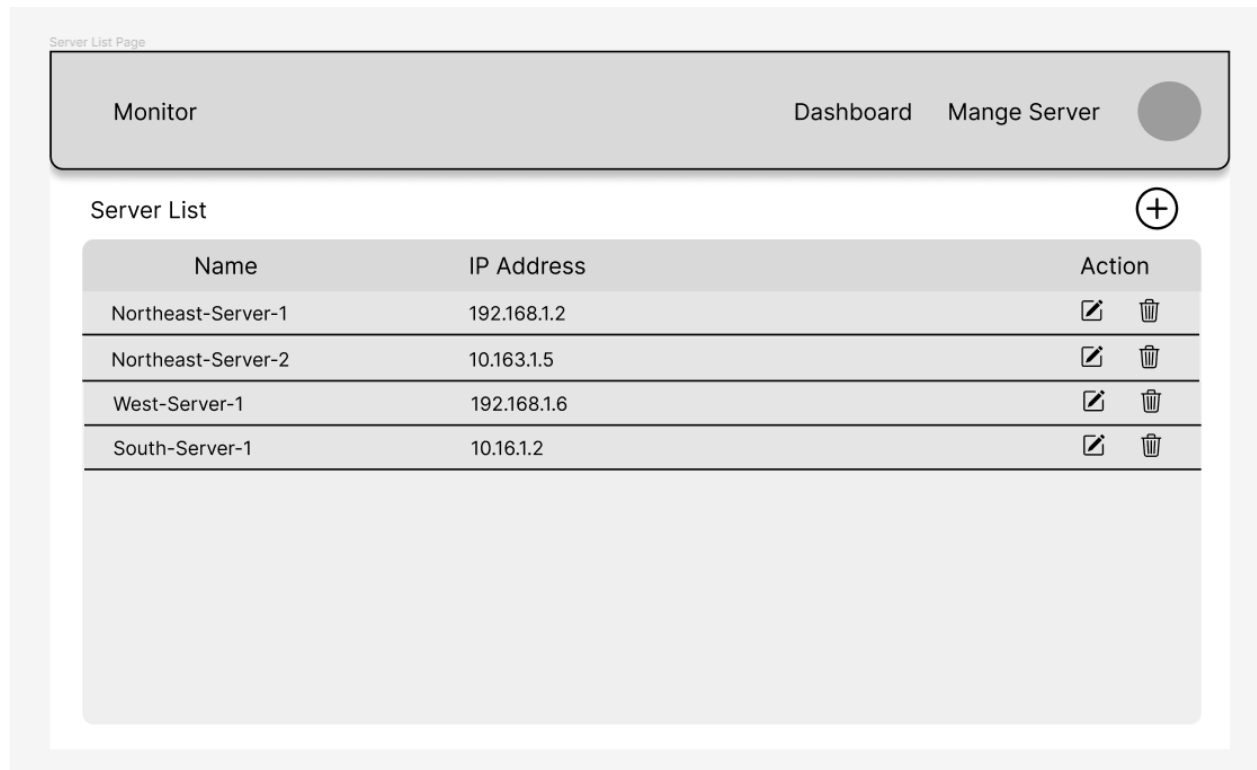 Server List Page
Monitor Dashboard Mange Server
Server List
Name IP Address Action
Northeast-Server-1 192.168.1.2
Northeast-Server-2 10.163.1.5
West-Server-1 192.168.1.6
South-Server-1 10.16.1.2